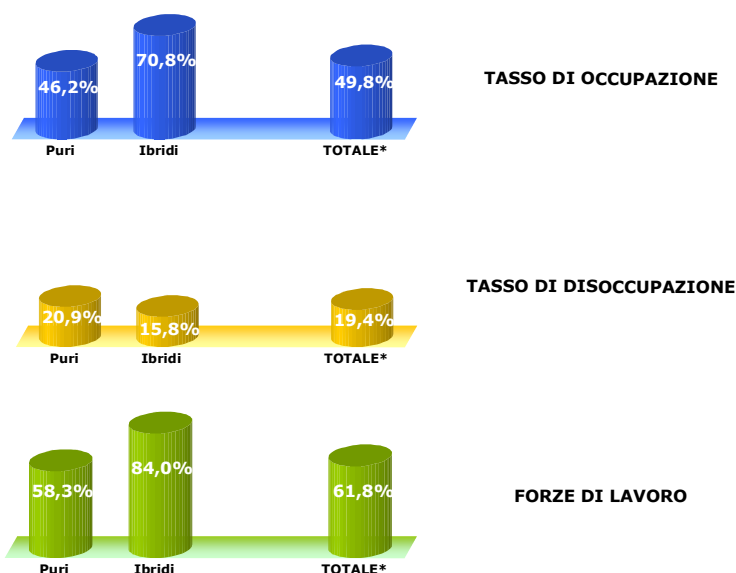 46,2% 70,8% 49,8%
TASSO DI OCCUPAZIONE
Puri Ibridi TOTALE*
20,9% 15,8% 19,4%
TASSO DI DISOCCUPAZIONE
Puri Ibridi TOTALE*
58,3% 84,0% 61,8%
FORZE DI LAVORO
Puri Ibridi TOTALE*